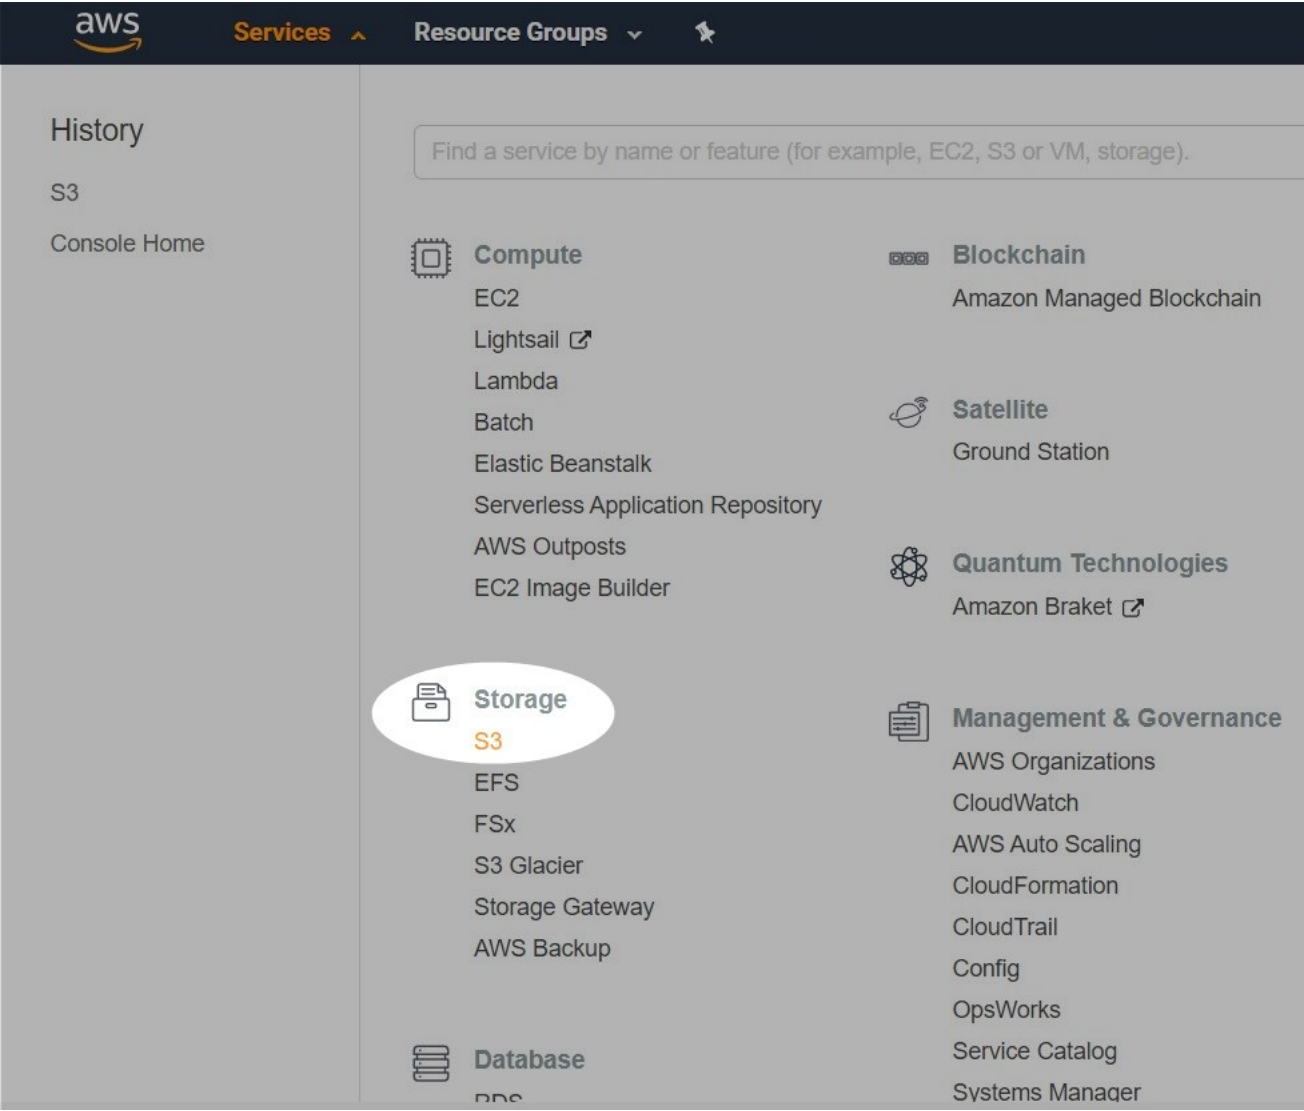 aws Services Resource Groups
History
S3
Console Home
Find a service by name or feature (for example, EC2, S3 or VM, storage).
Compute
EC2
Lightsail
Lambda
Batch
Elastic Beanstalk
Serverless Application Repository
AWS Outposts
EC2 Image Builder
Storage
S3
EFS
FSx
S3 Glacier
Storage Gateway
AWS Backup
Database
RDS
Blockchain
Amazon Managed Blockchain
Satellite
Ground Station
Quantum Technologies
Amazon Braket
Management & Governance
AWS Organizations
CloudWatch
AWS Auto Scaling
CloudFormation
CloudTrail
Config
OpsWorks
Service Catalog
Systems Manager